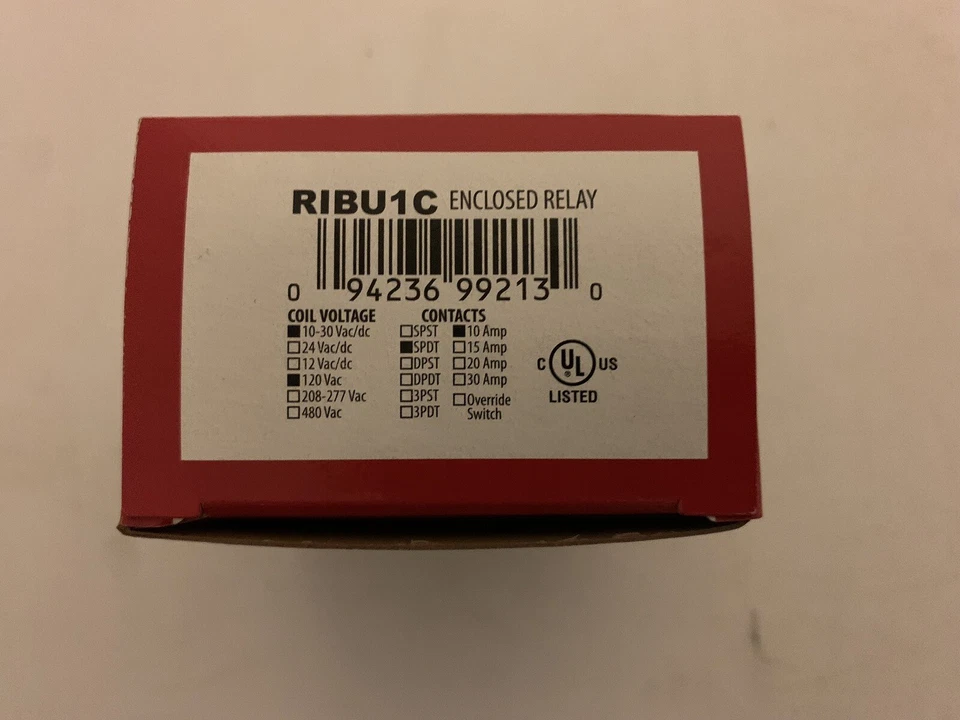 RIBU1C ENCLOSED RELAY
0 94236 99213 0
COIL VOLTAGE CONTACTS
■10-30 Vac/dc □SPST ■10 Amp
□24 Vac/dc ■SPDT □15 Amp
□12 Vac/dc □DPST □20 Amp
■120 Vac □DPDT □30 Amp
□208-277 Vac □3PST □Override
□480 Vac □3PDT Switch
C UL® US
LISTED